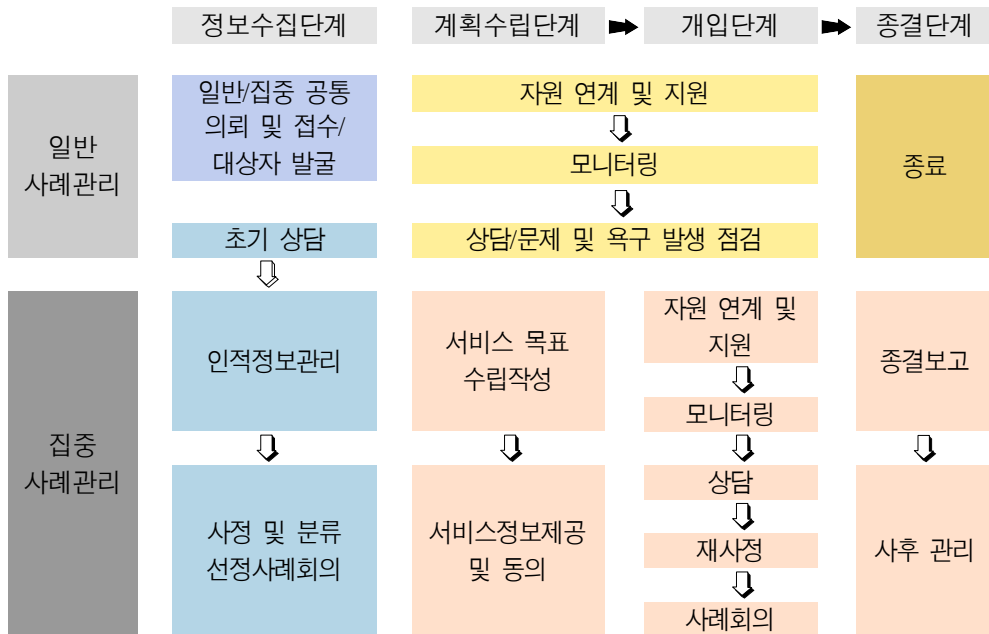 정보수집단계
계획수립단계
개입단계
종결단계
일반
사례관리
일반/집중 공통
의뢰 및 접수/
대상자 발굴
초기 상담
자원 연계 및 지원
모니터링
상담/문제 및 욕구 발생 점검
종료
집중
사례관리
인적정보관리
사정 및 분류
선정사례회의
서비스 목표
수립작성
서비스정보제공
및 동의
자원 연계 및
지원
모니터링
상담
재사정
사례회의
종결보고
사후 관리